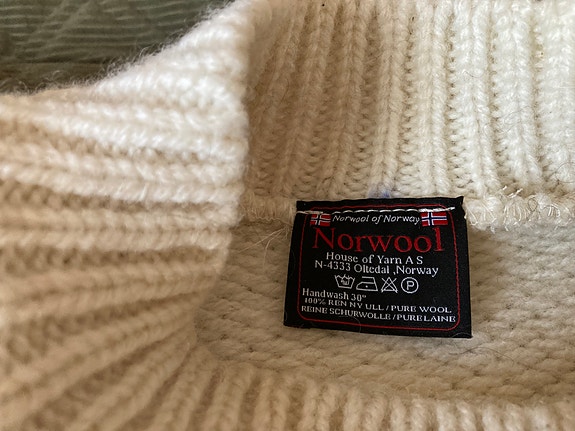 Norwool of Norway
Norwool
House of Yarn A S
N-4333 Oltedal ,Norway
P
Handwash 30°
100% REN NY ULL / PURE WOOL
REINE SCHURWOLLE / PURE LAINE